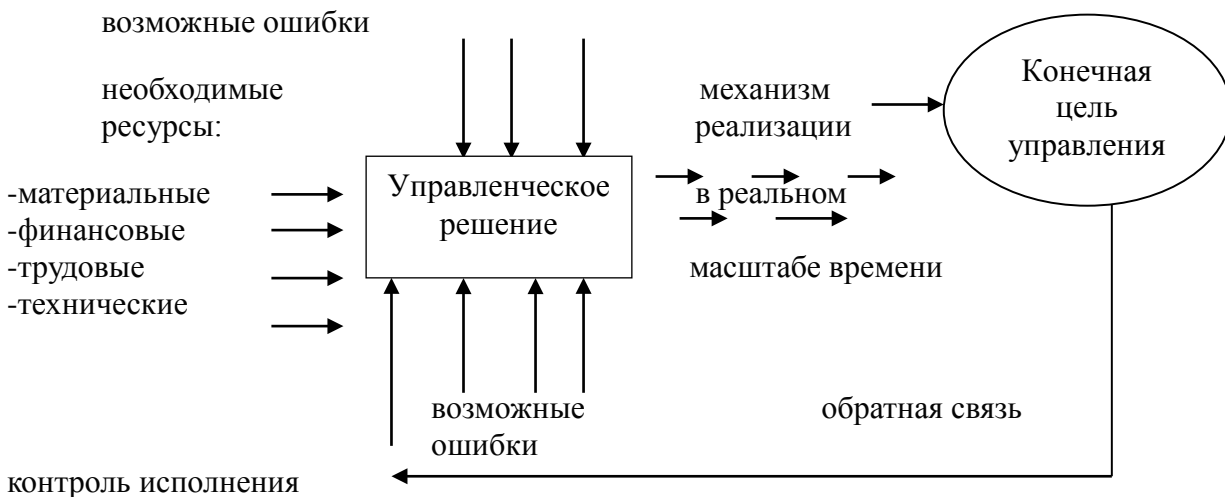 возможные ошибки
необходимые
ресурсы:
-материальные
-финансовые
-трудовые
-технические
Управленческое
решение
механизм
реализации
в реальном
масштабе времени
Конечная
цель
управления
возможные
ошибки
обратная связь
контроль исполнения